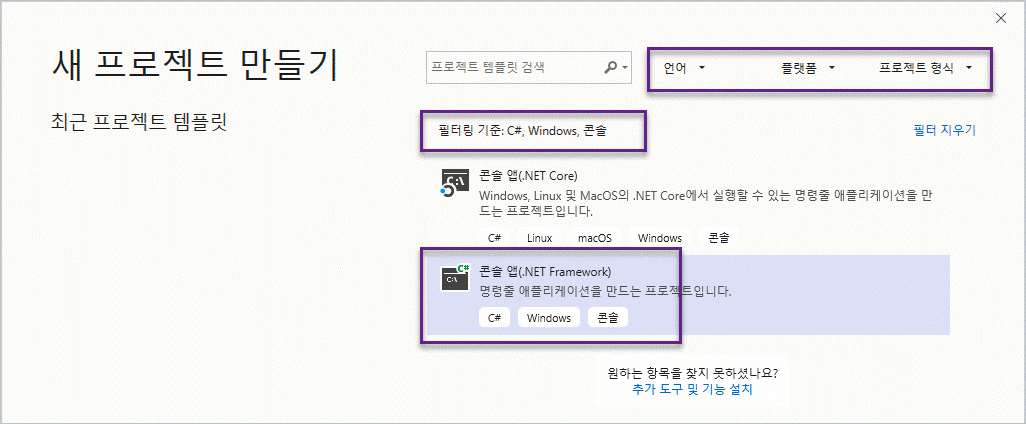 새 프로젝트 만들기
최근 프로젝트 템플릿
프로젝트 템플릿 검색
언어 플랫폼 프로젝트 형식
필터링 기준: C#, Windows, 콘솔
필터 지우기
C:\
콘솔 앱(.NET Core)
Windows, Linux 및 MacOS의 .NET Core에서 실행할 수 있는 명령줄 애플리케이션을 만
드는 프로젝트입니다.
C# Linux macOS Windows 콘솔
C#
C:\
콘솔 앱(.NET Framework)
명령줄 애플리케이션을 만드는 프로젝트입니다.
C# Windows 콘솔
원하는 항목을 찾지 못하셨나요?
추가 도구 및 기능 설치